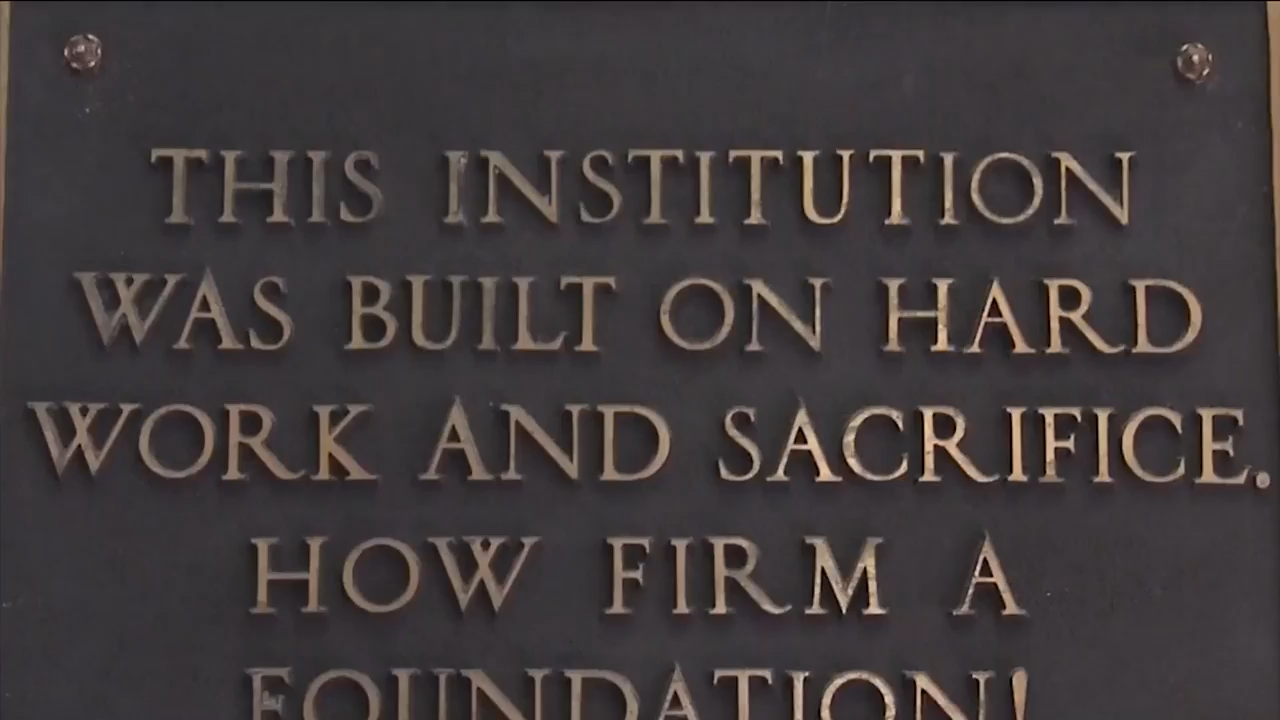 THIS INSTITUTION
WAS BUILT ON HARD
WORK AND SACRIFICE.
HOW FIRM A
FOUNDATION!